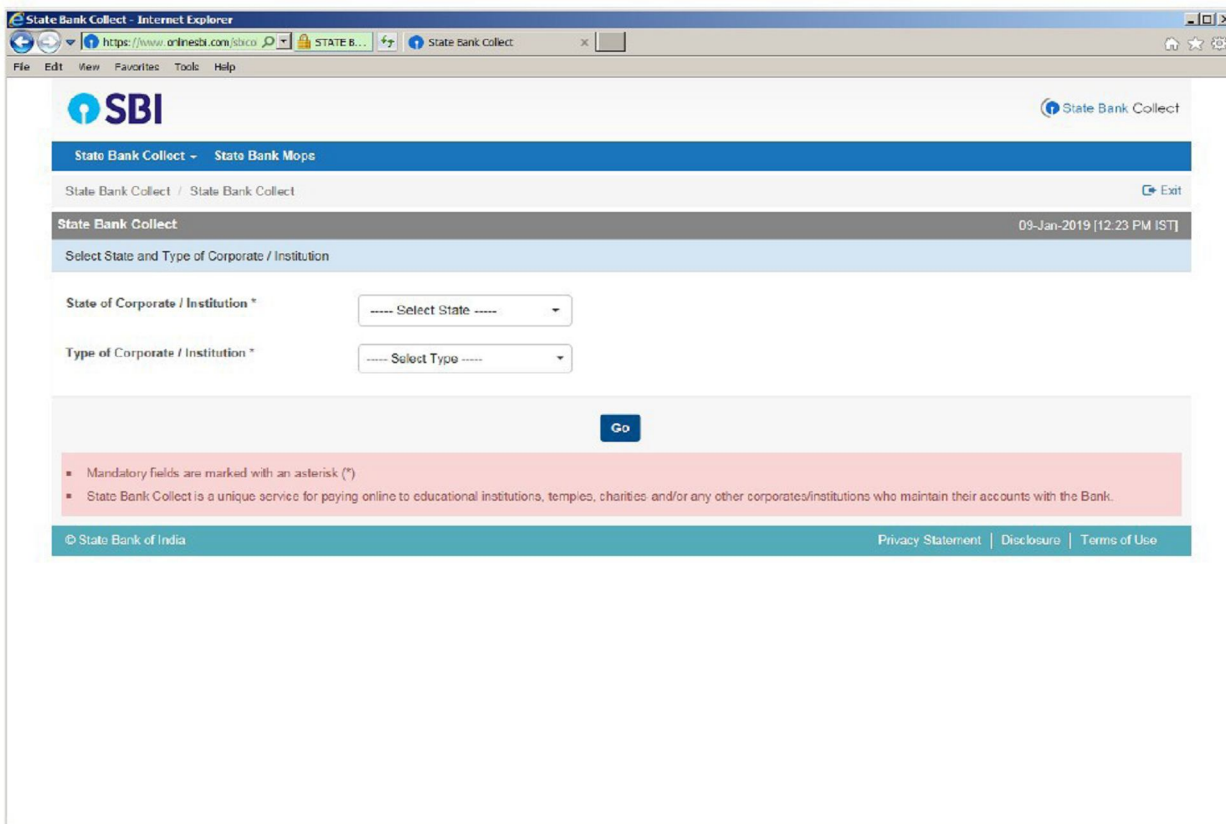 State Bank Collect - Internet Explorer
https://www.onlinesbi.com/sbico STATE B... State Bank Collect
File Edit View Favorites Tools Help
SBI State Bank Collect
State Bank Collect State Bank Mops
State Bank Collect / State Bank Collect Exit
State Bank Collect 09-Jan-2019 [12:23 PM IST]
Select State and Type of Corporate / Institution
State of Corporate / Institution * ----- Select State -----
Type of Corporate / Institution * ----- Select Type -----
Go
Mandatory fields are marked with an asterisk (*)
State Bank Collect is a unique service for paying online to educational institutions, temples, charities and/or any other corporates/institutions who maintain their accounts with the Bank.
© State Bank of India Privacy Statement | Disclosure | Terms of Use